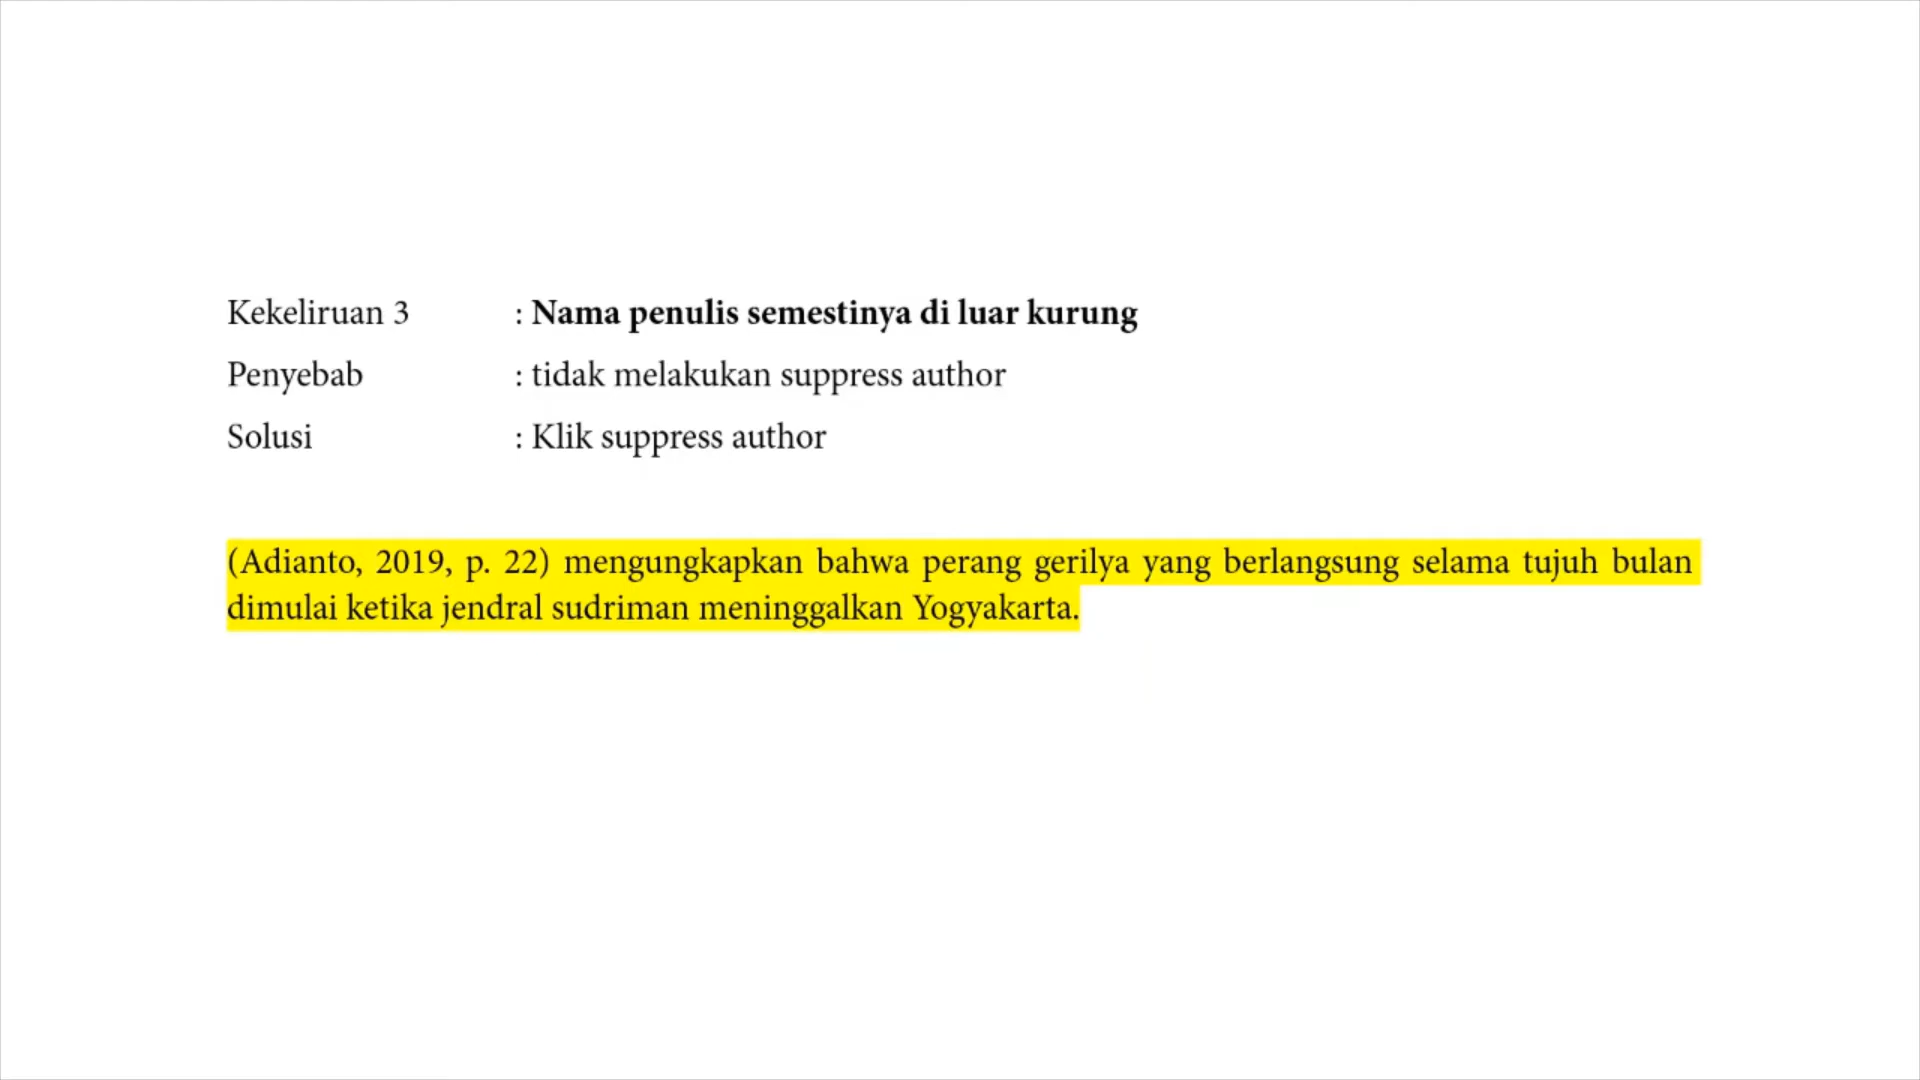 Kekeliruan 3 : Nama penulis semestinya di luar kurung
Penyebab : tidak melakukan suppress author
Solusi : Klik suppress author
(Adianto, 2019, p. 22) mengungkapkan bahwa perang gerilya yang berlangsung selama tujuh bulan
dimulai ketika jendral sudriman meninggalkan Yogyakarta.